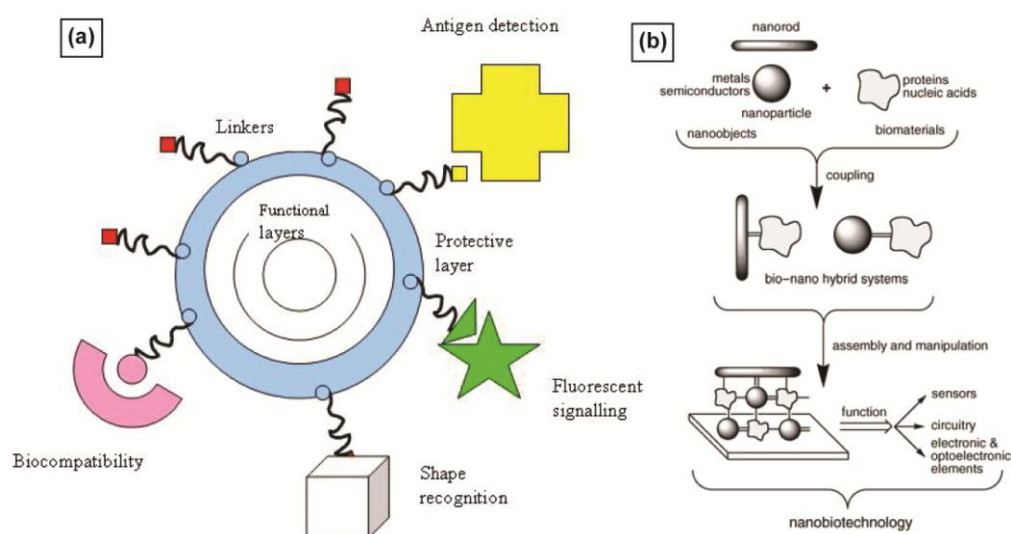 (a)
Antigen detection
Linkers
Functional
layers
Protective
layer
Fluorescent
signalling
Biocompatibility
Shape
recognition
(b)
nanorod
metals
semiconductors
+
proteins
nucleic acids
nanoparticle
nanoobjects
biomaterials
coupling
bio–nano hybrid systems
assembly and manipulation
function
sensors
circuitry
electronic &
optoelectronic
elements
nanobiotechnology